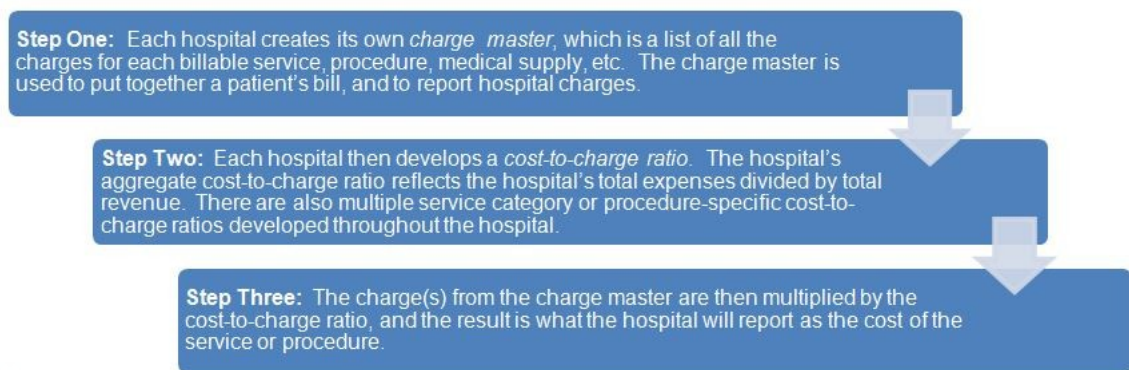 Step One: Each hospital creates its own charge master, which is a list of all the
charges for each billable service, procedure, medical supply, etc. The charge master is
used to put together a patient's bill, and to report hospital charges.
Step Two: Each hospital then develops a cost-to-charge ratio. The hospital's
aggregate cost-to-charge ratio reflects the hospital's total expenses divided by total
revenue. There are also multiple service category or procedure-specific cost-to-
charge ratios developed throughout the hospital.
Step Three: The charge(s) from the charge master are then multiplied by the
cost-to-charge ratio, and the result is what the hospital will report as the cost of the
service or procedure.